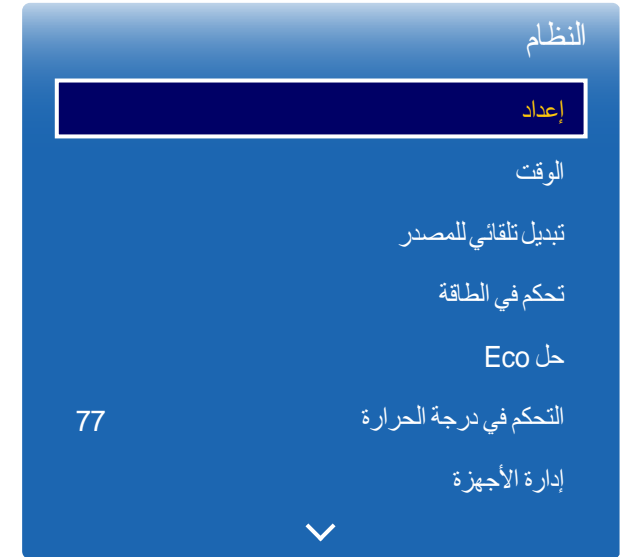 النظام
إعداد
الوقت
تبديل تلقائي للمصدر
تحكم في الطاقة
حل Eco
التحكم في درجة الحرارة 77
إدارة الأجهزة